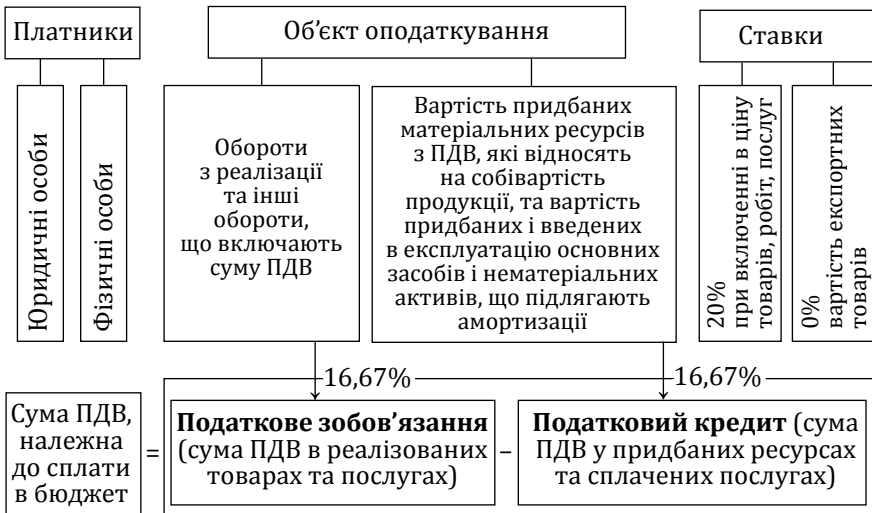 Платники
Об’єкт оподаткування
Ставки
Юридичні особи
Фізичні особи
Обороти
з реалізації
та інші
обороти,
що включають
суму ПДВ
Вартість придбаних
матеріальних ресурсів
з ПДВ, які відносять
на собівартість
продукції, та вартість
придбаних і введених
в експлуатацію основних
засобів і нематеріальних
активів, що підлягають
амортизації
20%
при включенні в ціну
товарів, робіт, послуг
0%
вартість експортних
товарів
16,67%
16,67%
Сума ПДВ,
належна
до сплати
в бюджет
=
Податкове зобов’язання
(сума ПДВ в реалізованих
товарах та послугах)
–
Податковий кредит (сума
ПДВ у придбаних ресурсах
та сплачених послугах)